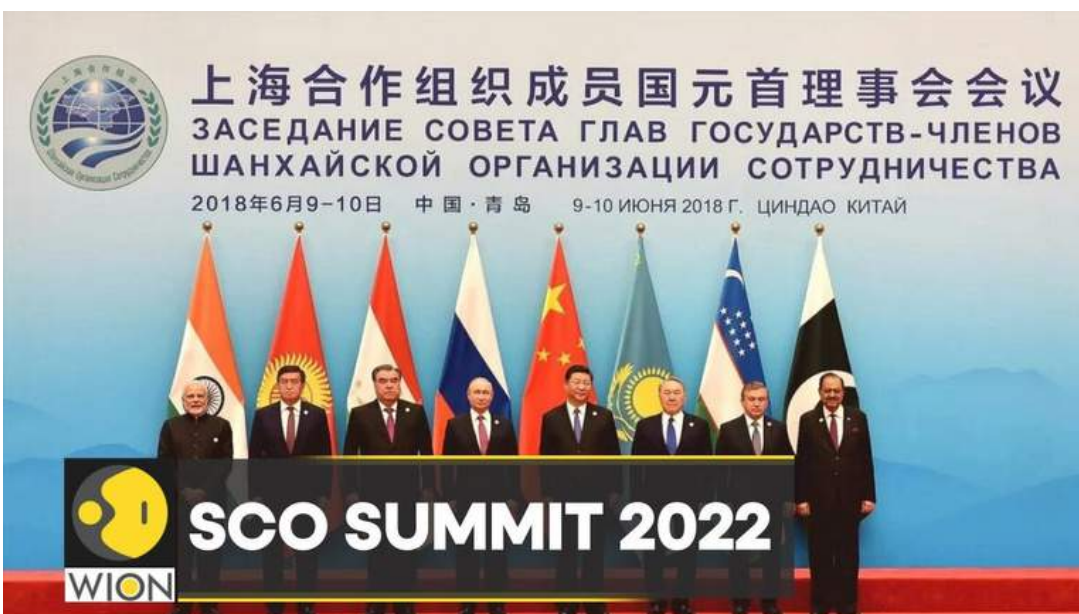 上海合作组织成员国元首理事会会议
ЗАСЕДАНИЕ СОВЕТА ГЛАВ ГОСУДАРСТВ-ЧЛЕНОВ
ШАНХАЙСКОЙ ОРГАНИЗАЦИИ СОТРУДНИЧЕСТВА
2018年6月9-10日 中国·青岛 9-10 ИЮНЯ 2018 Г. ЦИНДАО КИТАЙ
SCO SUMMIT 2022
WION